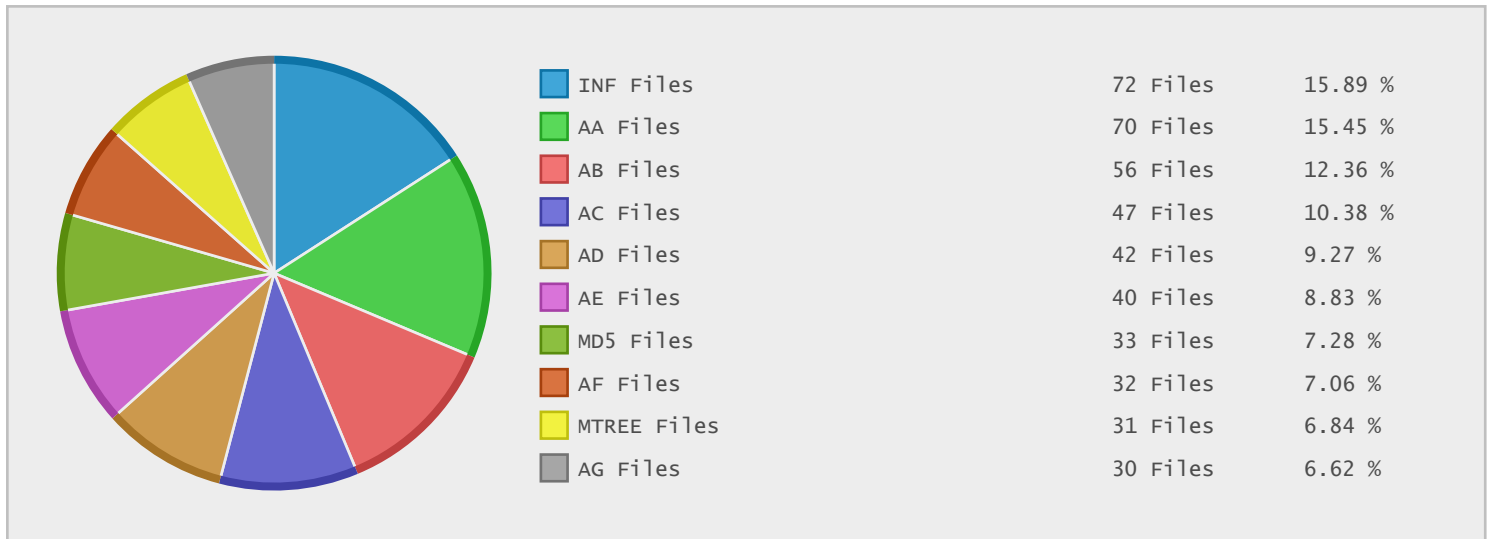 INF Files 72 Files 15.89 %
AA Files 70 Files 15.45 %
AB Files 56 Files 12.36 %
AC Files 47 Files 10.38 %
AD Files 42 Files 9.27 %
AE Files 40 Files 8.83 %
MD5 Files 33 Files 7.28 %
AF Files 32 Files 7.06 %
MTREE Files 31 Files 6.84 %
AG Files 30 Files 6.62 %